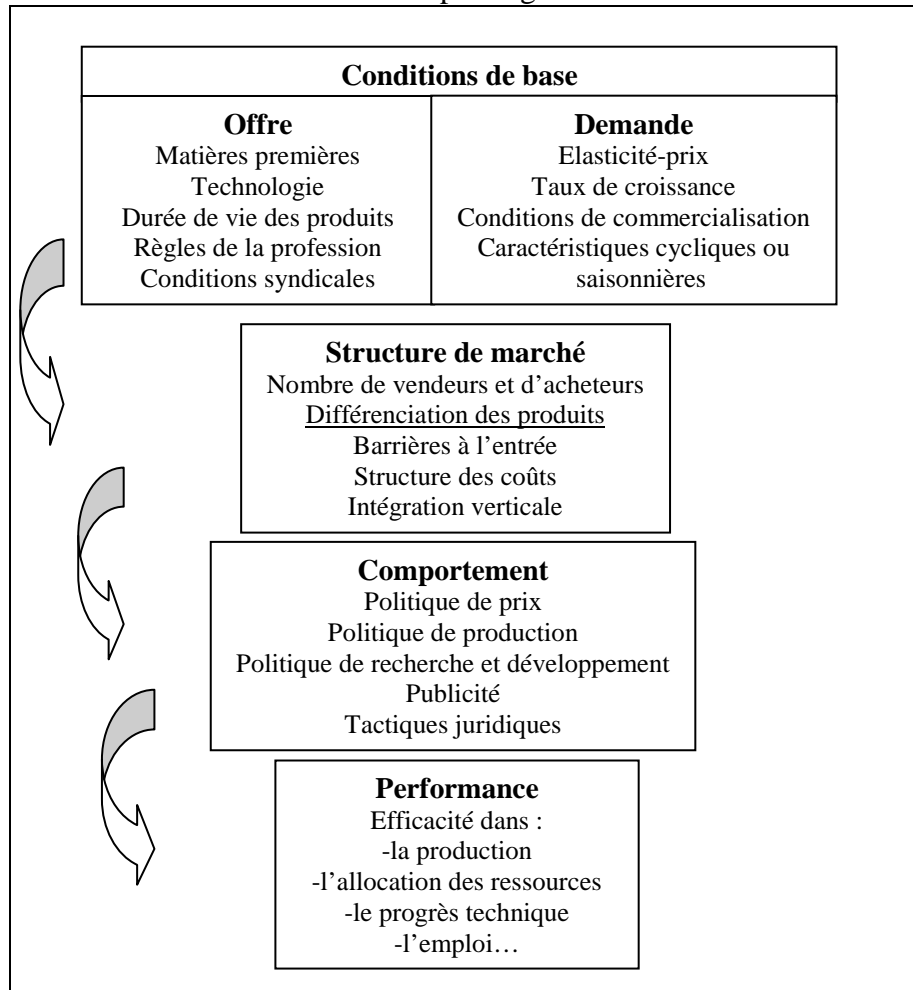 Conditions de base
Offre
Matières premières
Technologie
Durée de vie des produits
Règles de la profession
Conditions syndicales
Demande
Elasticité-prix
Taux de croissance
Conditions de commercialisation
Caractéristiques cycliques ou
saisonnières
Structure de marché
Nombre de vendeurs et d’acheteurs
Différenciation des produits
Barrières à l’entrée
Structure des coûts
Intégration verticale
Comportement
Politique de prix
Politique de production
Politique de recherche et développement
Publicité
Tactiques juridiques
Performance
Efficacité dans :
-la production
-l’allocation des ressources
-le progrès technique
-l’emploi…